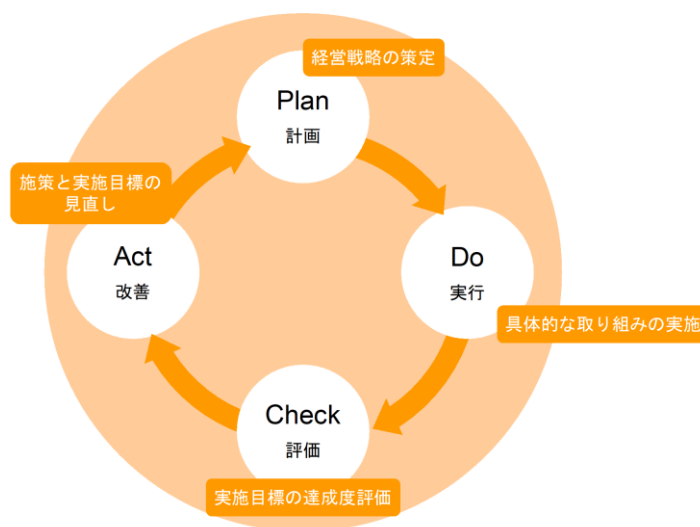 経営戦略の策定
Plan
計画
施策と実施目標の
見直し
Act
改善
Do
実行
具体的な取り組みの実施
Check
評価
実施目標の達成度評価